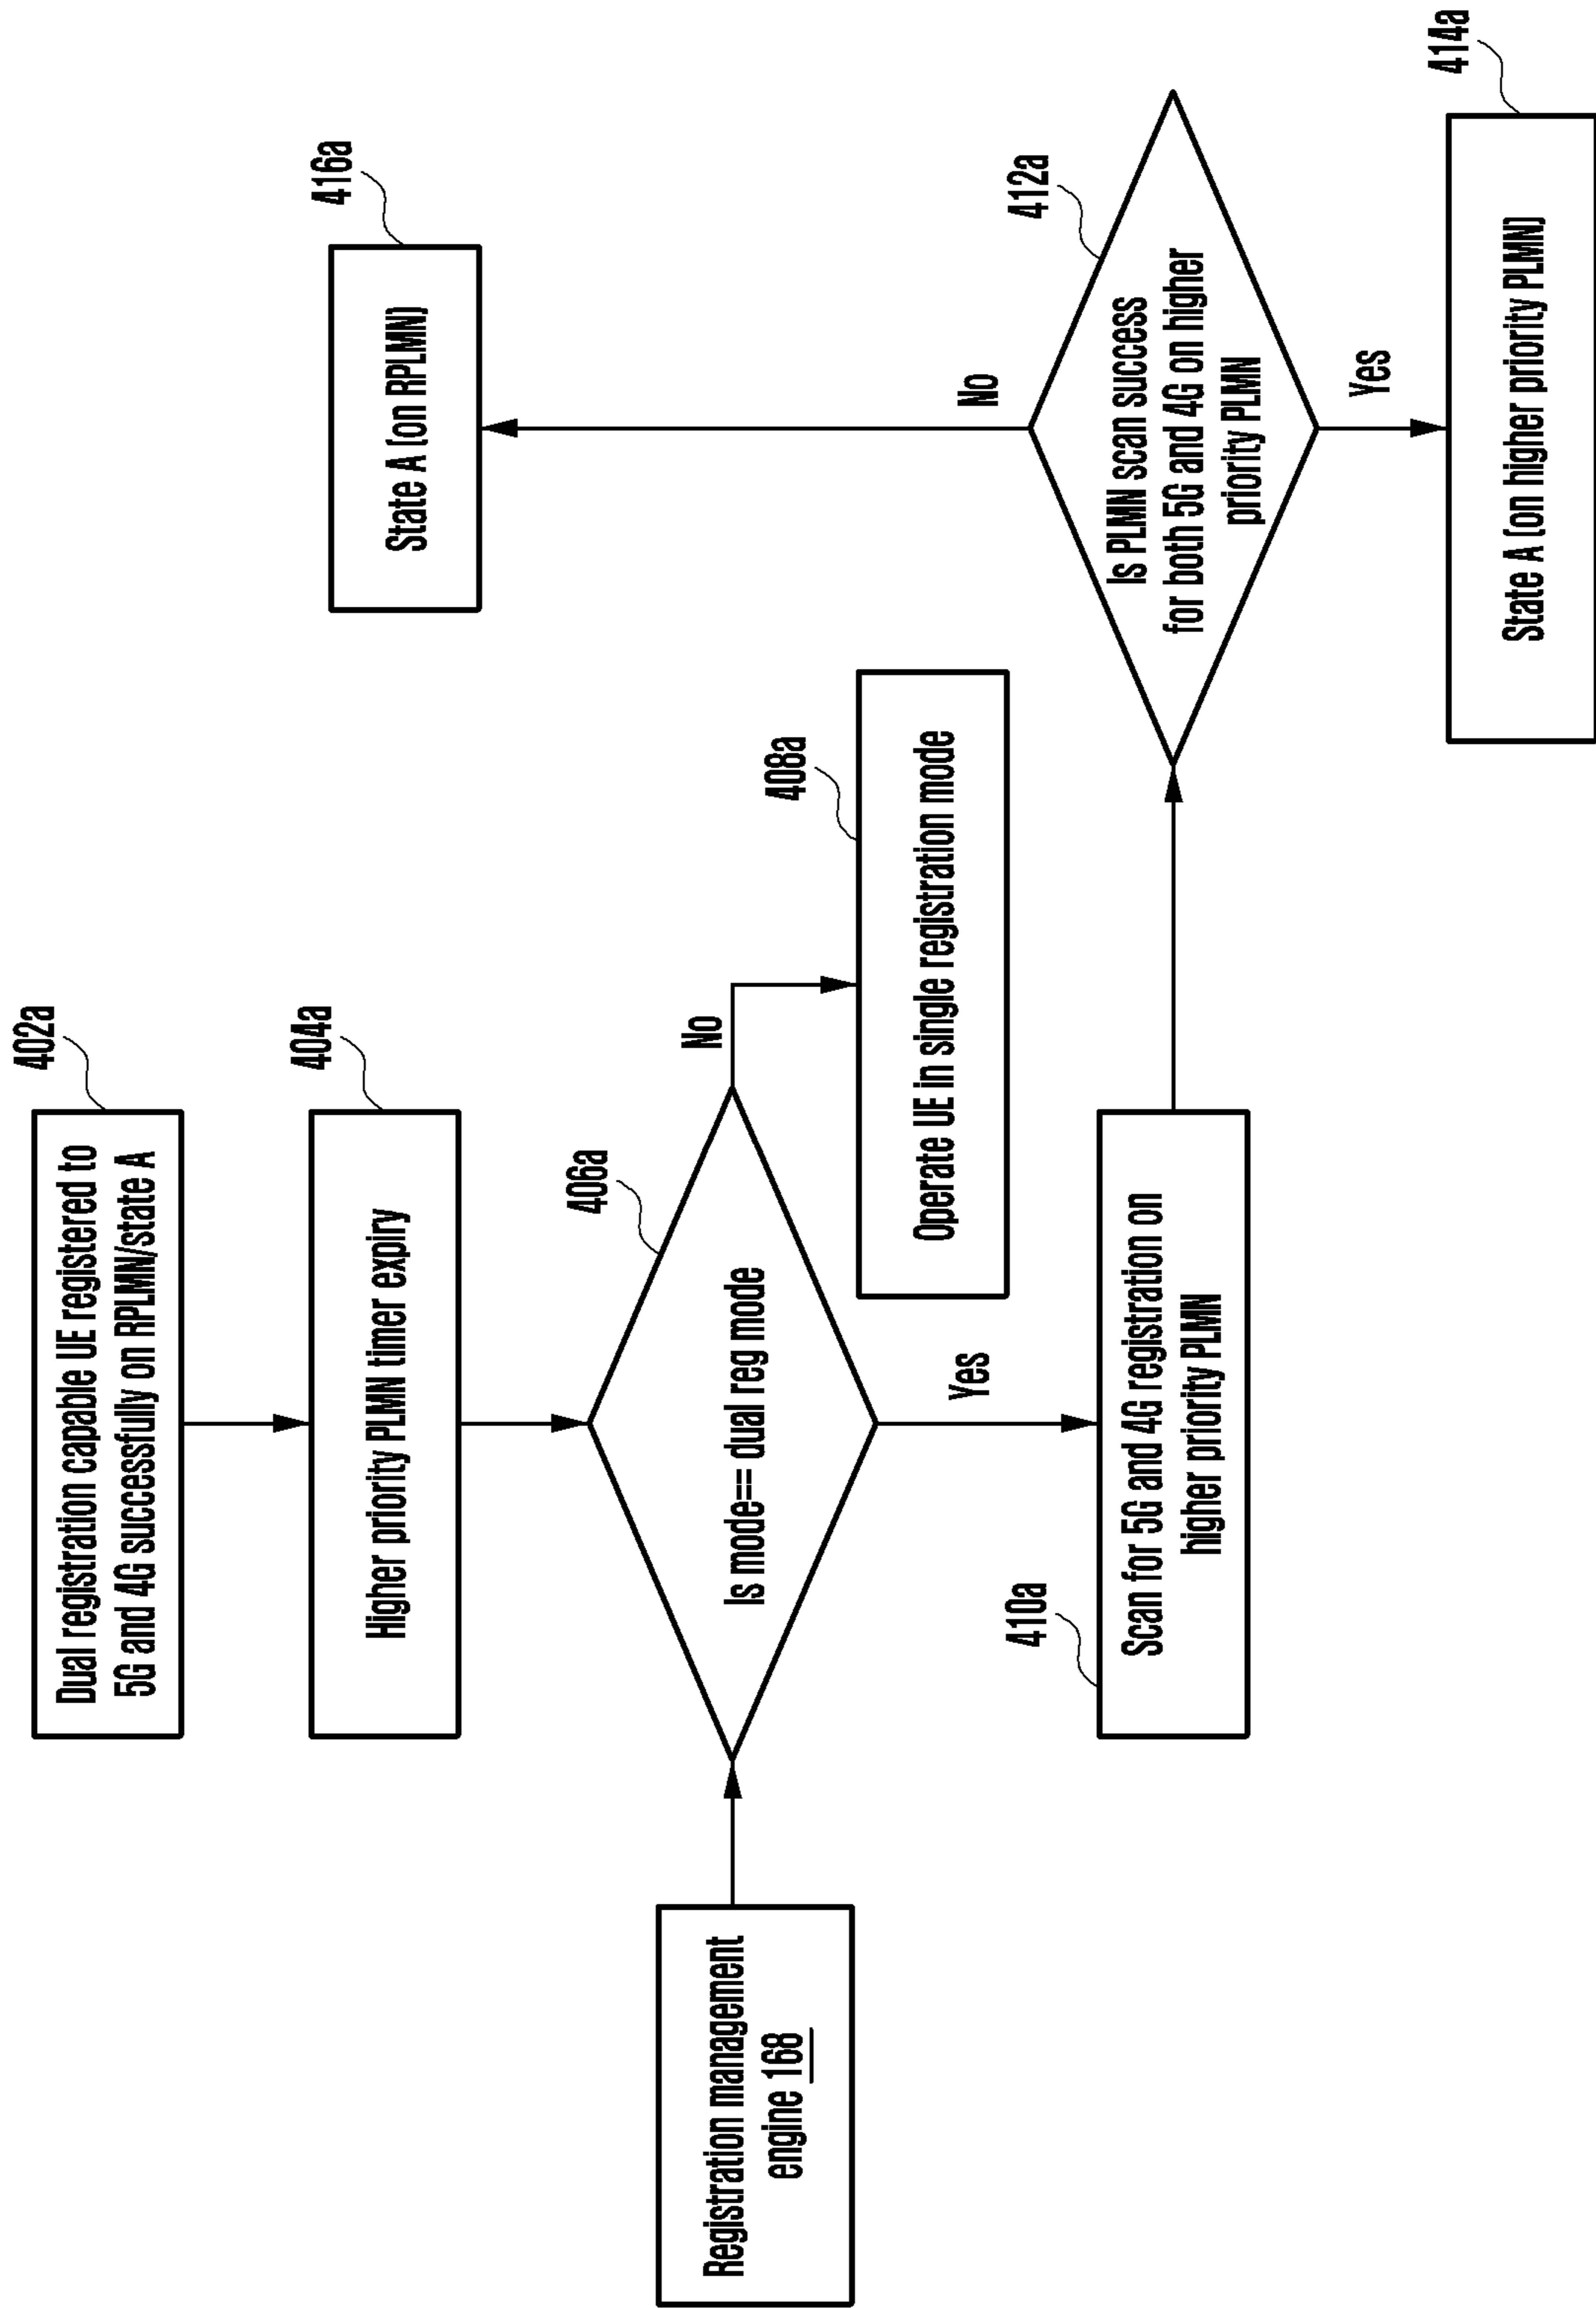 402a
Dual registration capable UE registered to
5G and 4G successfully on RPLMN/state A
404a
Higher priority PLMN timer expiry
406a
Is mode== dual reg mode
Registration management
engine 168
No
408a
Operate UE in single registration mode
Yes
410a
Scan for 5G and 4G registration on
higher priority PLMN
412a
Is PLMN scan success
for both 5G and 4G on higher
priority PLMN
No
416a
State A (on RPLMN)
Yes
414a
State A (on higher priority PLMN)